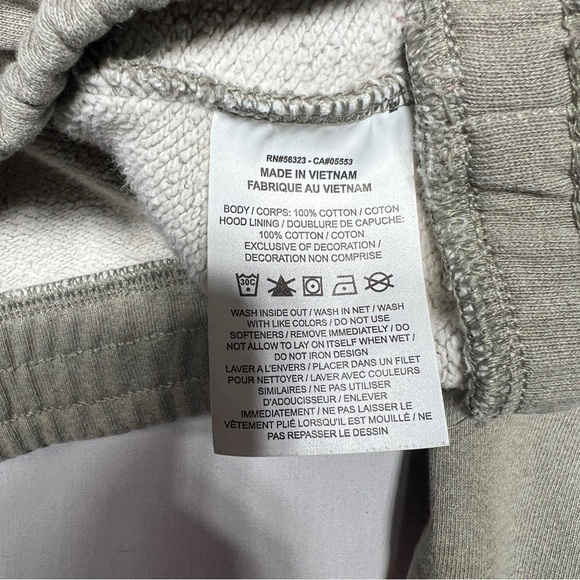 RN#56323 - CA#05553
MADE IN VIETNAM
FABRIQUE AU VIETNAM
BODY / CORPS: 100% COTTON / COTON
HOOD LINING / DOUBLURE DE CAPUCHE:
100% COTTON / COTON
EXCLUSIVE OF DECORATION /
DECORATION NON COMPRISE
30C
WASH INSIDE OUT / WASH IN NET / WASH
WITH LIKE COLORS / DO NOT USE
SOFTENERS / REMOVE IMMEDIATELY / DO
NOT ALLOW TO LAY ON ITSELF WHEN WET /
DO NOT IRON DESIGN
LAVER A L'ENVERS / PLACER DANS UN FILET
POUR NETTOYER / LAVER AVEC COULEURS
SIMILAIRES / NE PAS UTILISER
D'ADOUCISSEUR / ENLEVER
IMMEDIATEMENT / NE PAS LAISSER LE
VÊTEMENT PLIÉ LORSQU'IL EST MOUILLÉ /
NE PAS REPASSER LE DESSIN